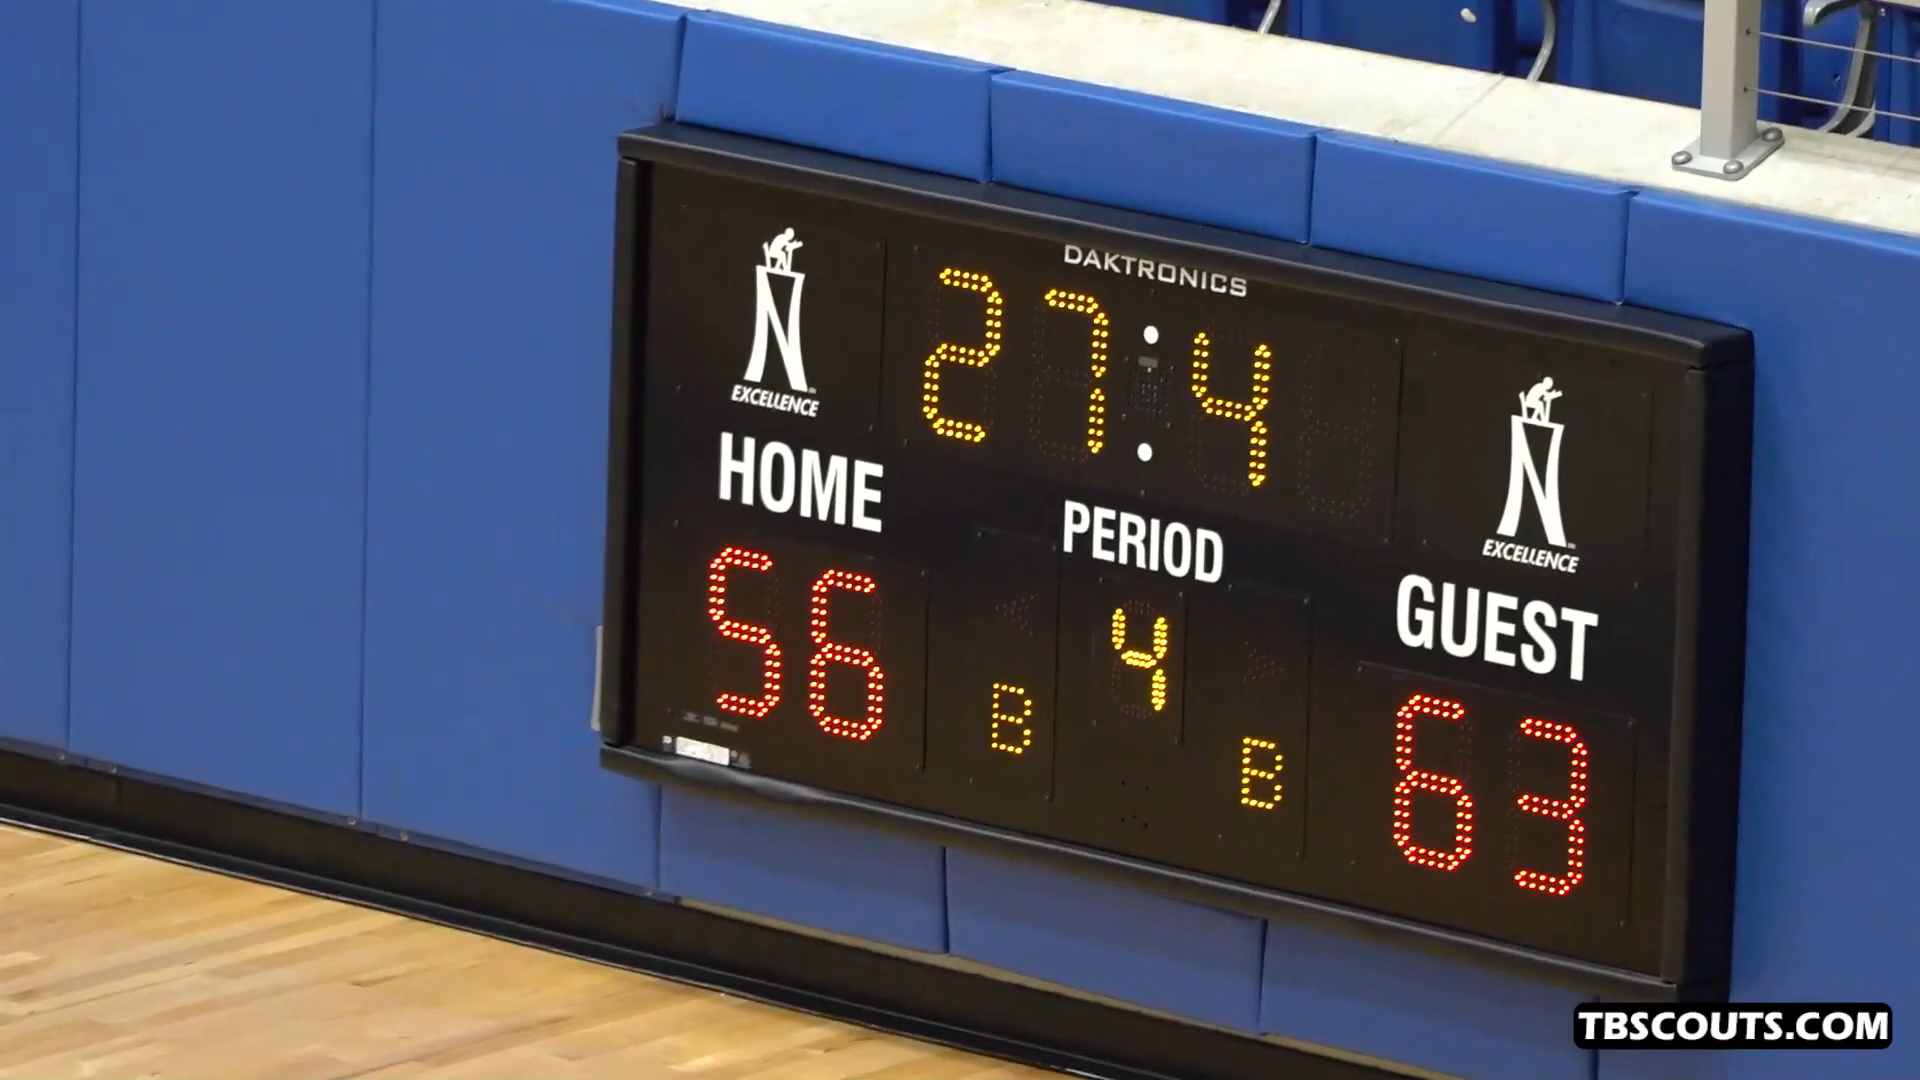 DAKTRONICS
27:4
N
EXCELLENCE
N
EXCELLENCE
HOME
PERIOD
GUEST
56
4
63
B
B
TBSCOUTS.COM